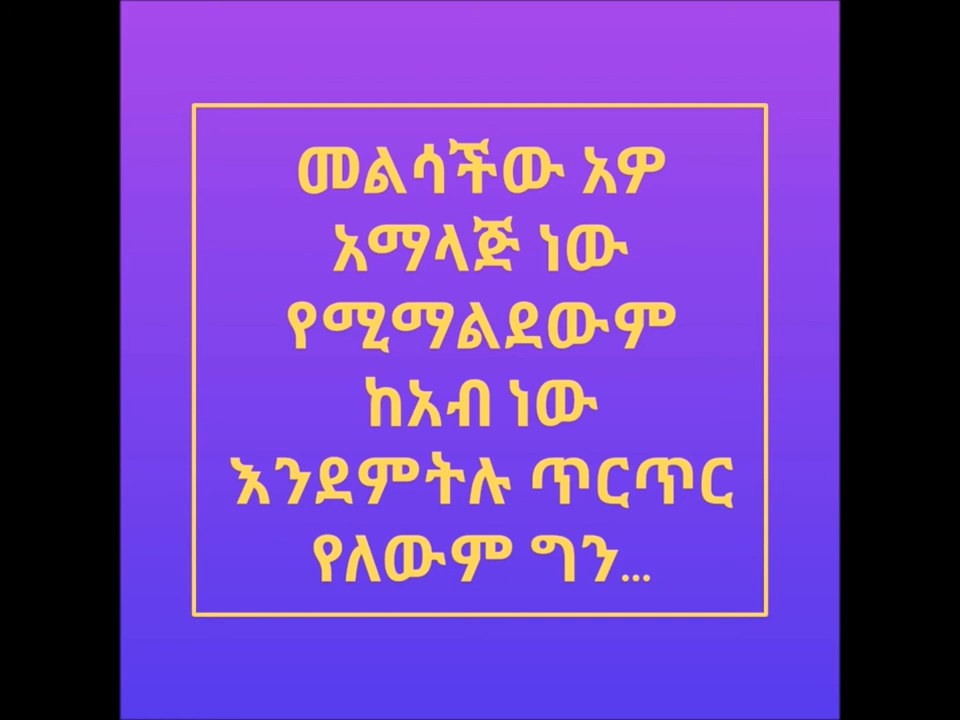 መልሳችው አዎ
አማላጅ ነው
የሚማልደውም
ከአብ ነው
እንደምትሉ ጥርጥር
የለውም ግን...